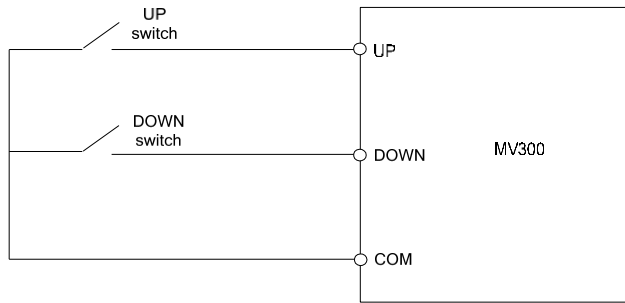 UP
switch
UP
DOWN
switch
DOWN
MV300
COM